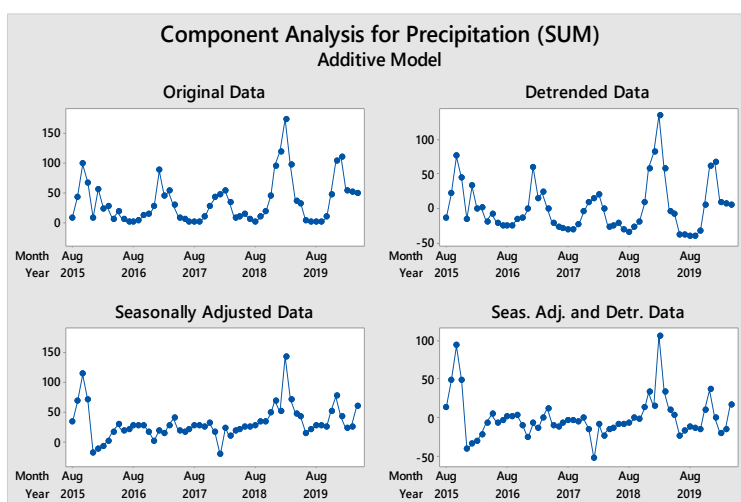 Component Analysis for Precipitation (SUM)
Additive Model
Original Data
150
100
50
0
Month Aug Aug Aug Aug Aug
Year 2015 2016 2017 2018 2019
Detrended Data
100
50
0
-50
Month Aug Aug Aug Aug Aug
Year 2015 2016 2017 2018 2019
Seasonally Adjusted Data
150
100
50
0
Month Aug Aug Aug Aug Aug
Year 2015 2016 2017 2018 2019
Seas. Adj. and Detr. Data
100
50
0
-50
Month Aug Aug Aug Aug Aug
Year 2015 2016 2017 2018 2019